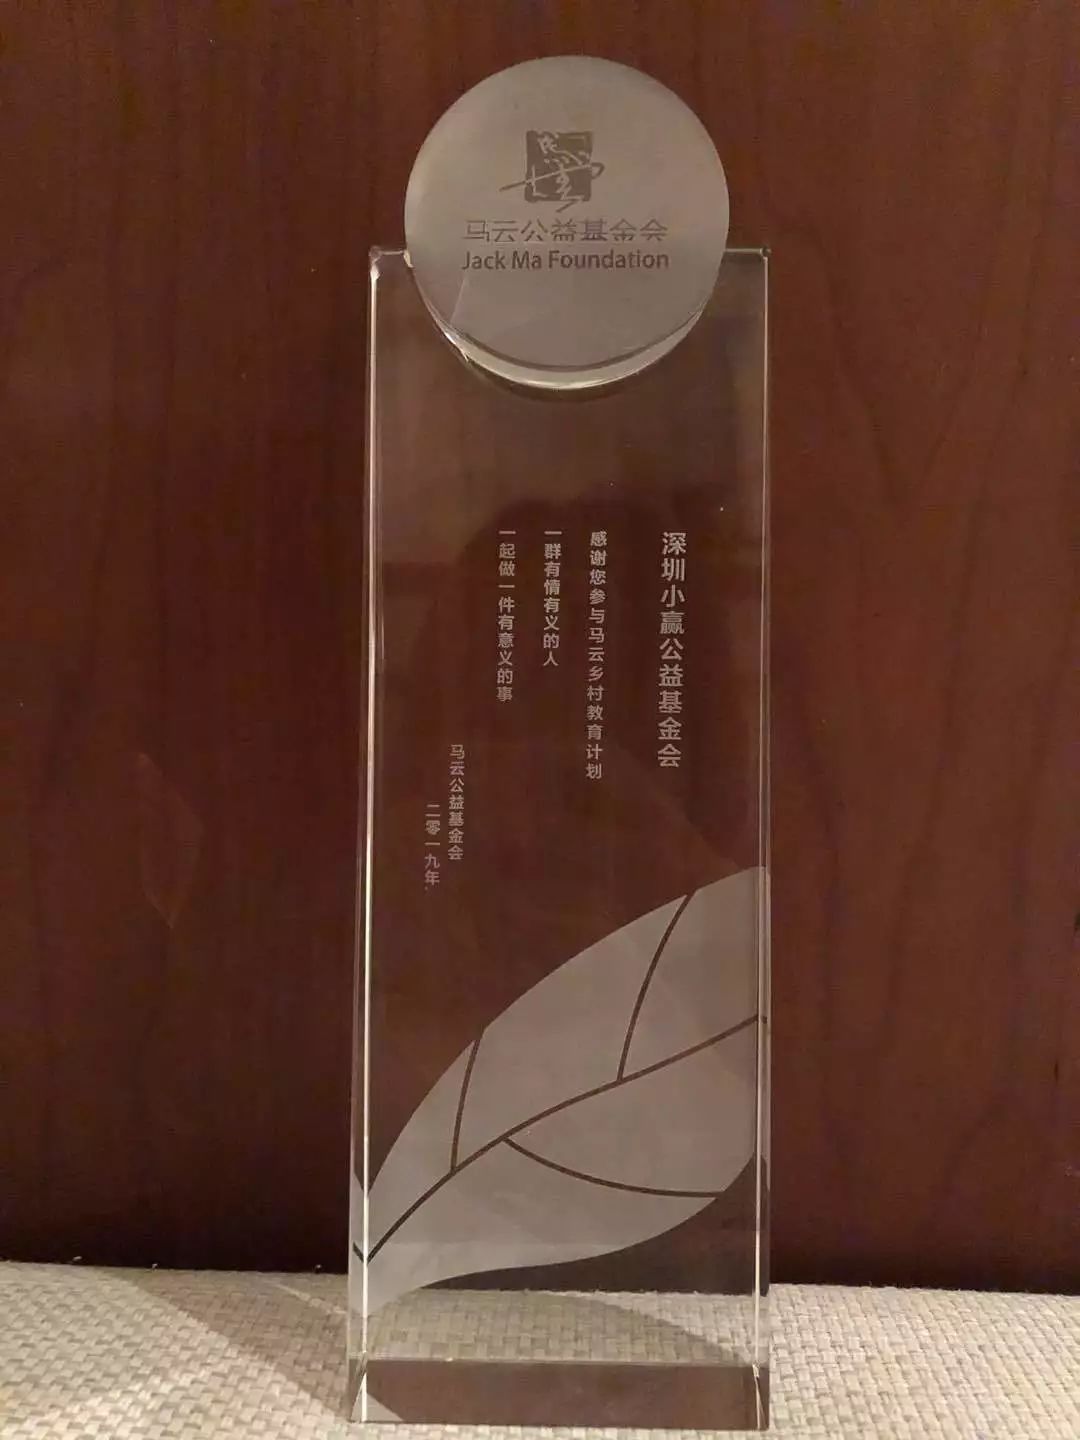 马云公益基金会
Jack Ma Foundation
深圳小赢公益基金会
感谢您参与马云乡村教育计划
一群有情有义的人
一起做一件有意义的事
马云公益基金会
二零一九年